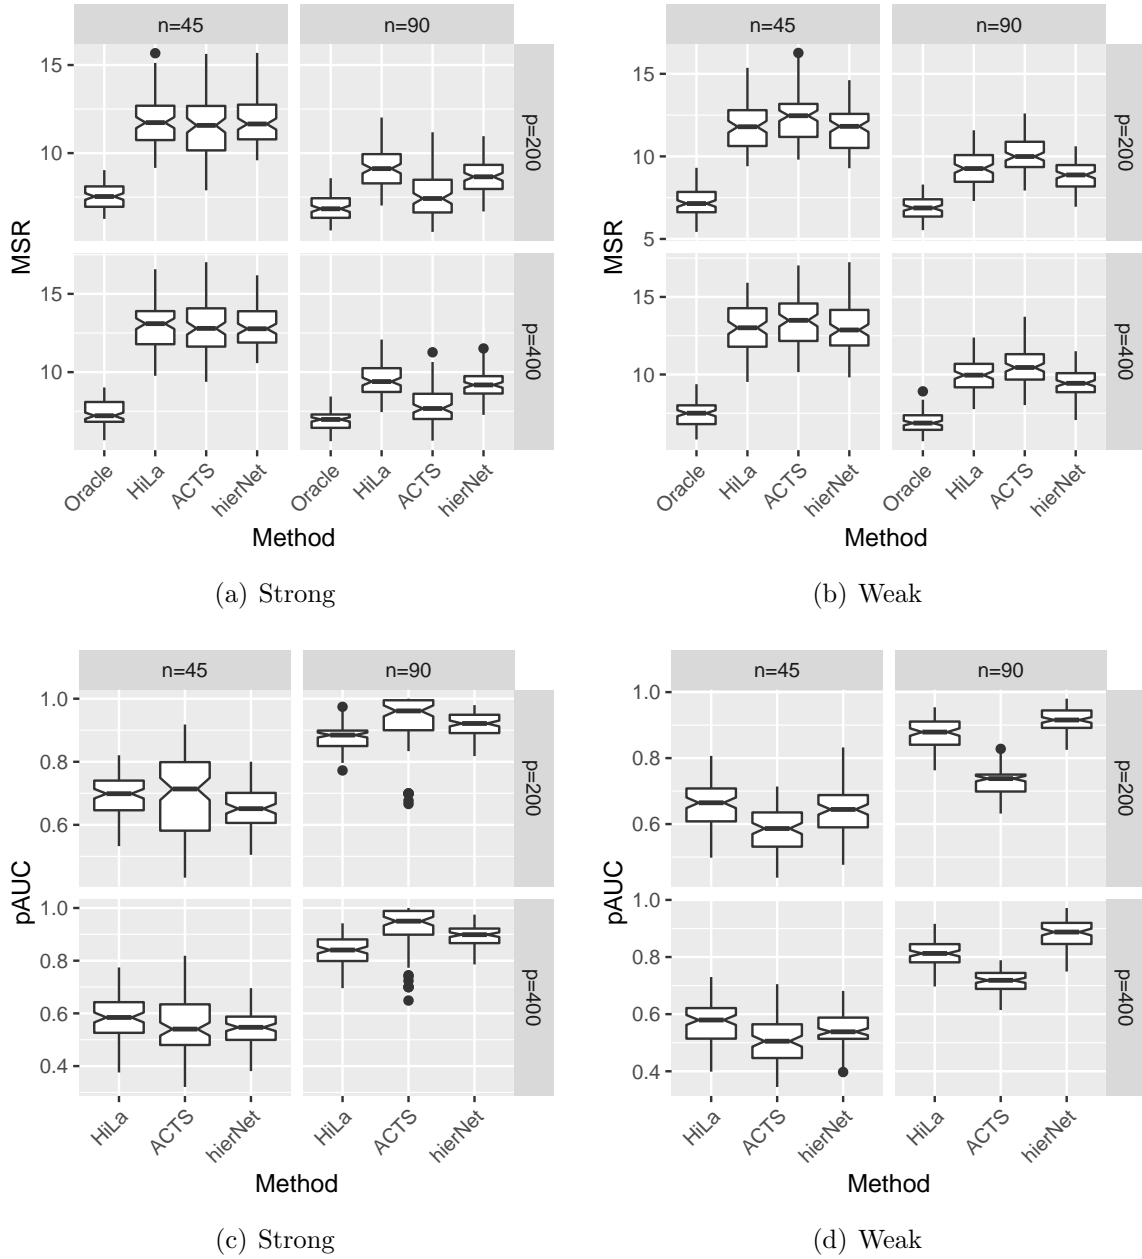 n=45 n=90
15
10
p=200
15
10
p=400
MSR
Oracle HiLa ACTS hierNet Oracle HiLa ACTS hierNet
Method
(a) Strong
n=45 n=90
15
10
5
p=200
15
10
p=400
MSR
Oracle HiLa ACTS hierNet Oracle HiLa ACTS hierNet
Method
(b) Weak
n=45 n=90
1.0
0.8
0.6
p=200
1.0
0.8
0.6
0.4
p=400
pAUC
HiLa ACTS hierNet HiLa ACTS hierNet
Method
(c) Strong
n=45 n=90
1.0
0.8
0.6
p=200
1.0
0.8
0.6
0.4
p=400
pAUC
HiLa ACTS hierNet HiLa ACTS hierNet
Method
(d) Weak